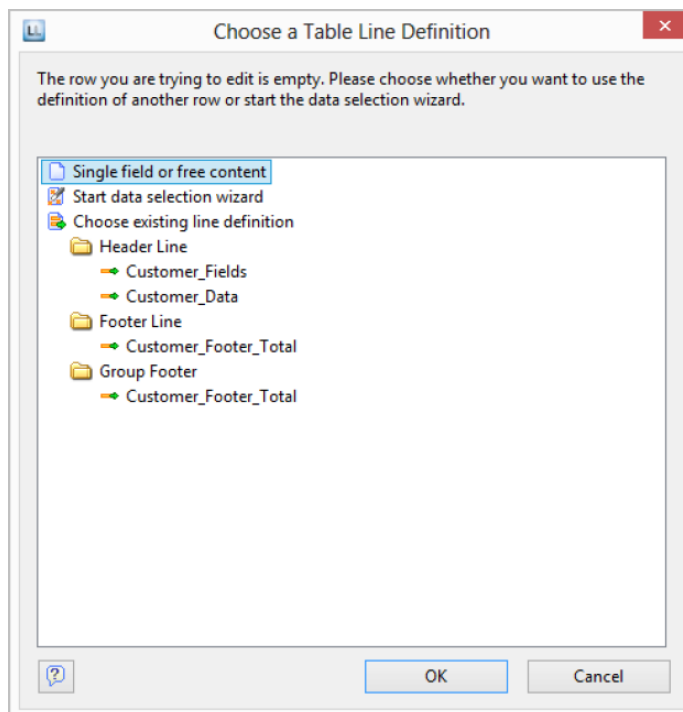 LL
Choose a Table Line Definition
The row you are trying to edit is empty. Please choose whether you want to use the
definition of another row or start the data selection wizard.
Single field or free content
Start data selection wizard
Choose existing line definition
Header Line
Customer_Fields
Customer_Data
Footer Line
Customer_Footer_Total
Group Footer
Customer_Footer_Total
OK
Cancel